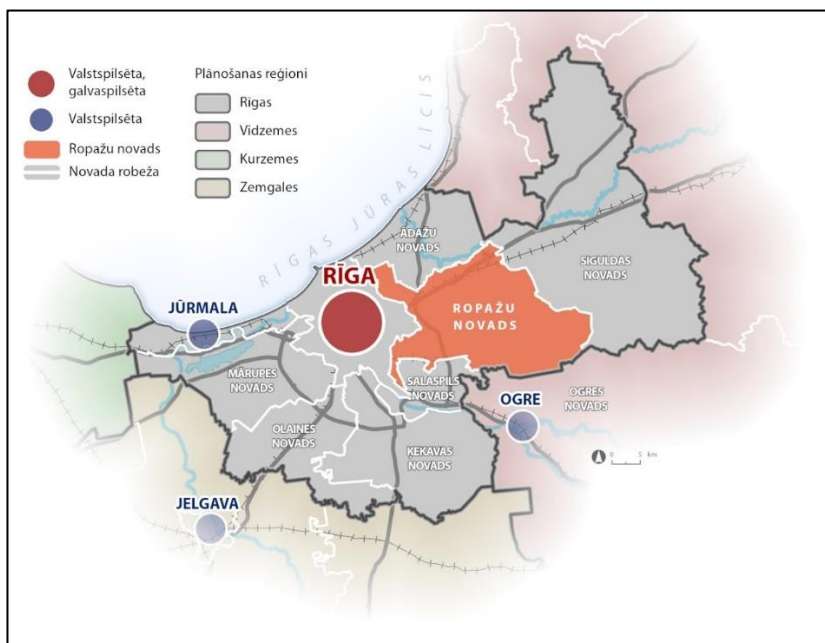 Valstspilsēta,
galvaspilsēta
Valstspilsēta
Ropažu novads
Novada robeža
Plānošanas reģioni
Rīgas
Vidzemes
Kurzemes
Zemgales
RĪGAS JŪRAS LĪCIS
ĀDAŽU
NOVADS
SIGULDAS
NOVADS
RĪGA
ROPAŽU
NOVADS
JŪRMALA
MĀRUPES
NOVADS
SALASPILS
NOVADS
OGRES
NOVADS
OGRE
OLAINES
NOVADS
ĶEKAVAS
NOVADS
0 5 km
JELGAVA